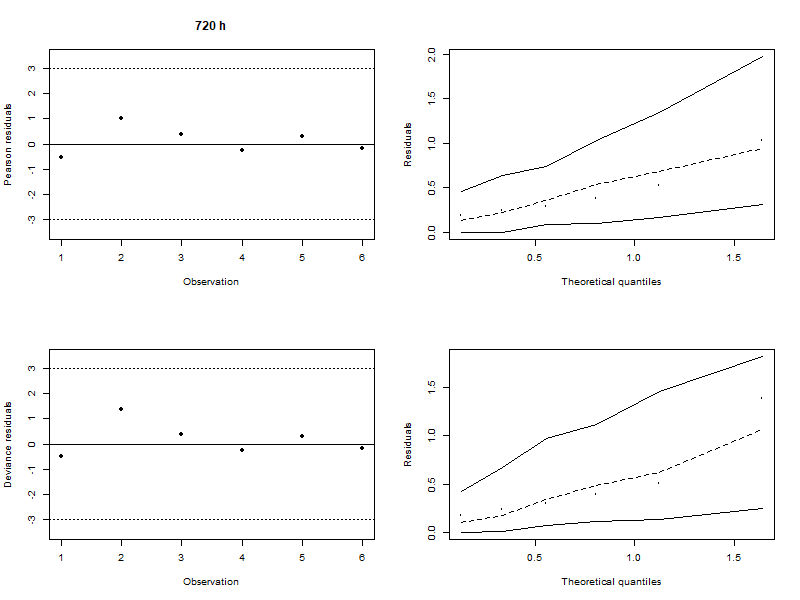 720 h
Pearson residuals
3
2
1
0
-1
-2
-3
1 2 3 4 5 6
Observation
Residuals
2.0
1.5
1.0
0.5
0.0
0.5 1.0 1.5
Theoretical quantiles
Deviance residuals
3
2
1
0
-1
-2
-3
1 2 3 4 5 6
Observation
Residuals
1.5
1.0
0.5
0.0
0.5 1.0 1.5
Theoretical quantiles